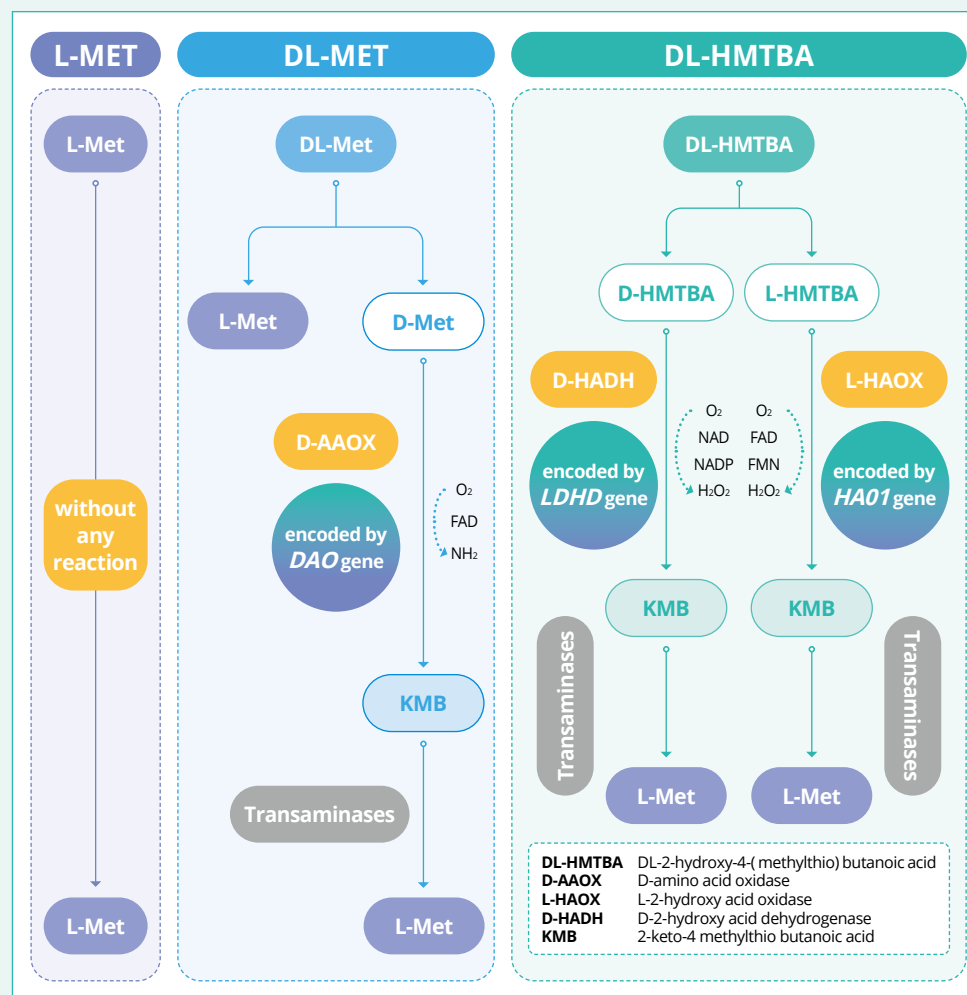 L-MET
DL-MET
DL-HMTBA
L-Met
without
any
reaction
L-Met
DL-Met
L-Met
D-Met
D-AAOX
encoded by
DAO gene
O₂
FAD
NH₂
KMB
Transaminases
L-Met
DL-HMTBA
D-HMTBA
L-HMTBA
D-HADH
L-HAOX
encoded by
LDHD gene
O₂ O₂
NAD FAD
NADP FMN
H₂O₂ H₂O₂
encoded by
HA01 gene
KMB
KMB
Transaminases
Transaminases
L-Met
L-Met
DL-HMTBA DL-2-hydroxy-4-( methylthio) butanoic acid
D-AAOX D-amino acid oxidase
L-HAOX L-2-hydroxy acid oxidase
D-HADH D-2-hydroxy acid dehydrogenase
KMB 2-keto-4 methylthio butanoic acid